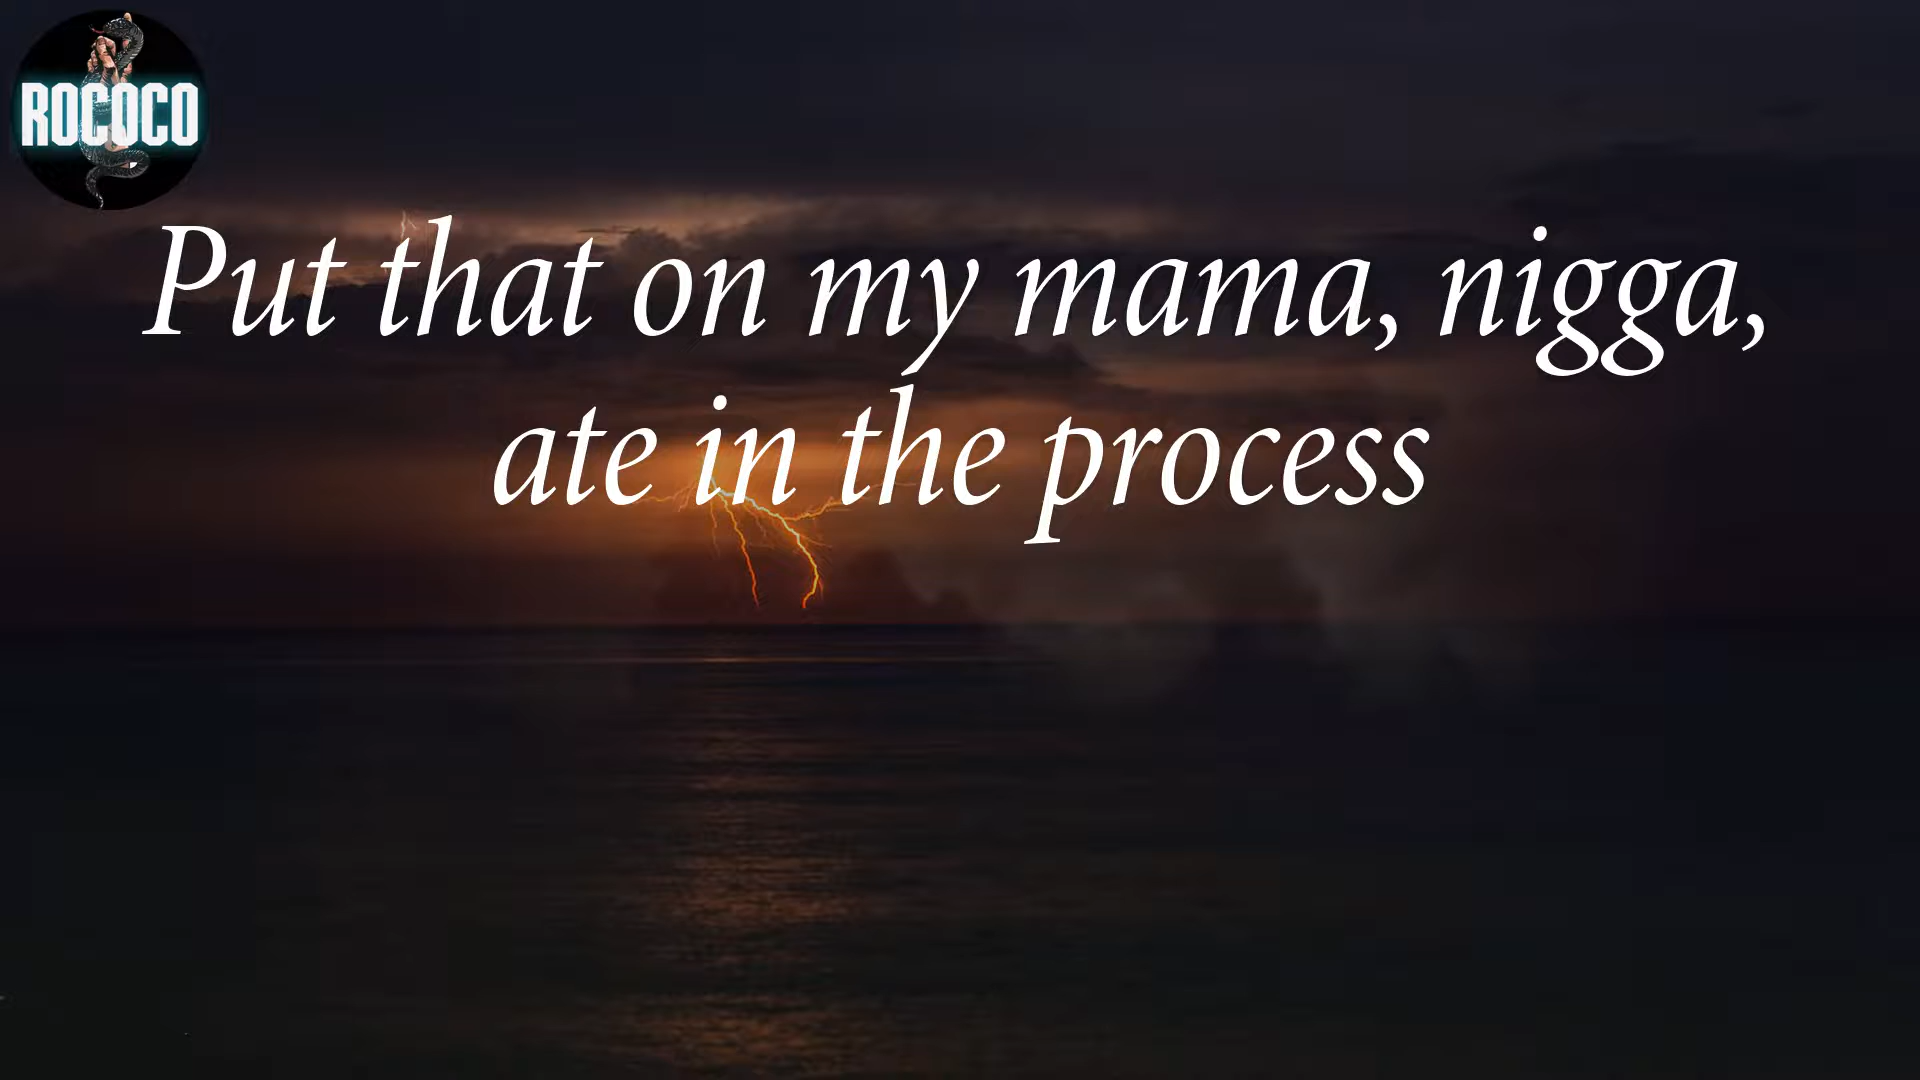 ROCOCO
Put that on my mama, nigga,
ate in the process